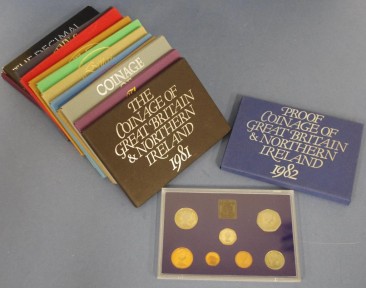 THE DECIMAL
COINAGE
THE
COINAGE OF
GREAT BRITAIN
& NORTHERN
IRELAND
1981
PROOF
COINAGE OF
GREAT BRITAIN
& NORTHERN
IRELAND
1982